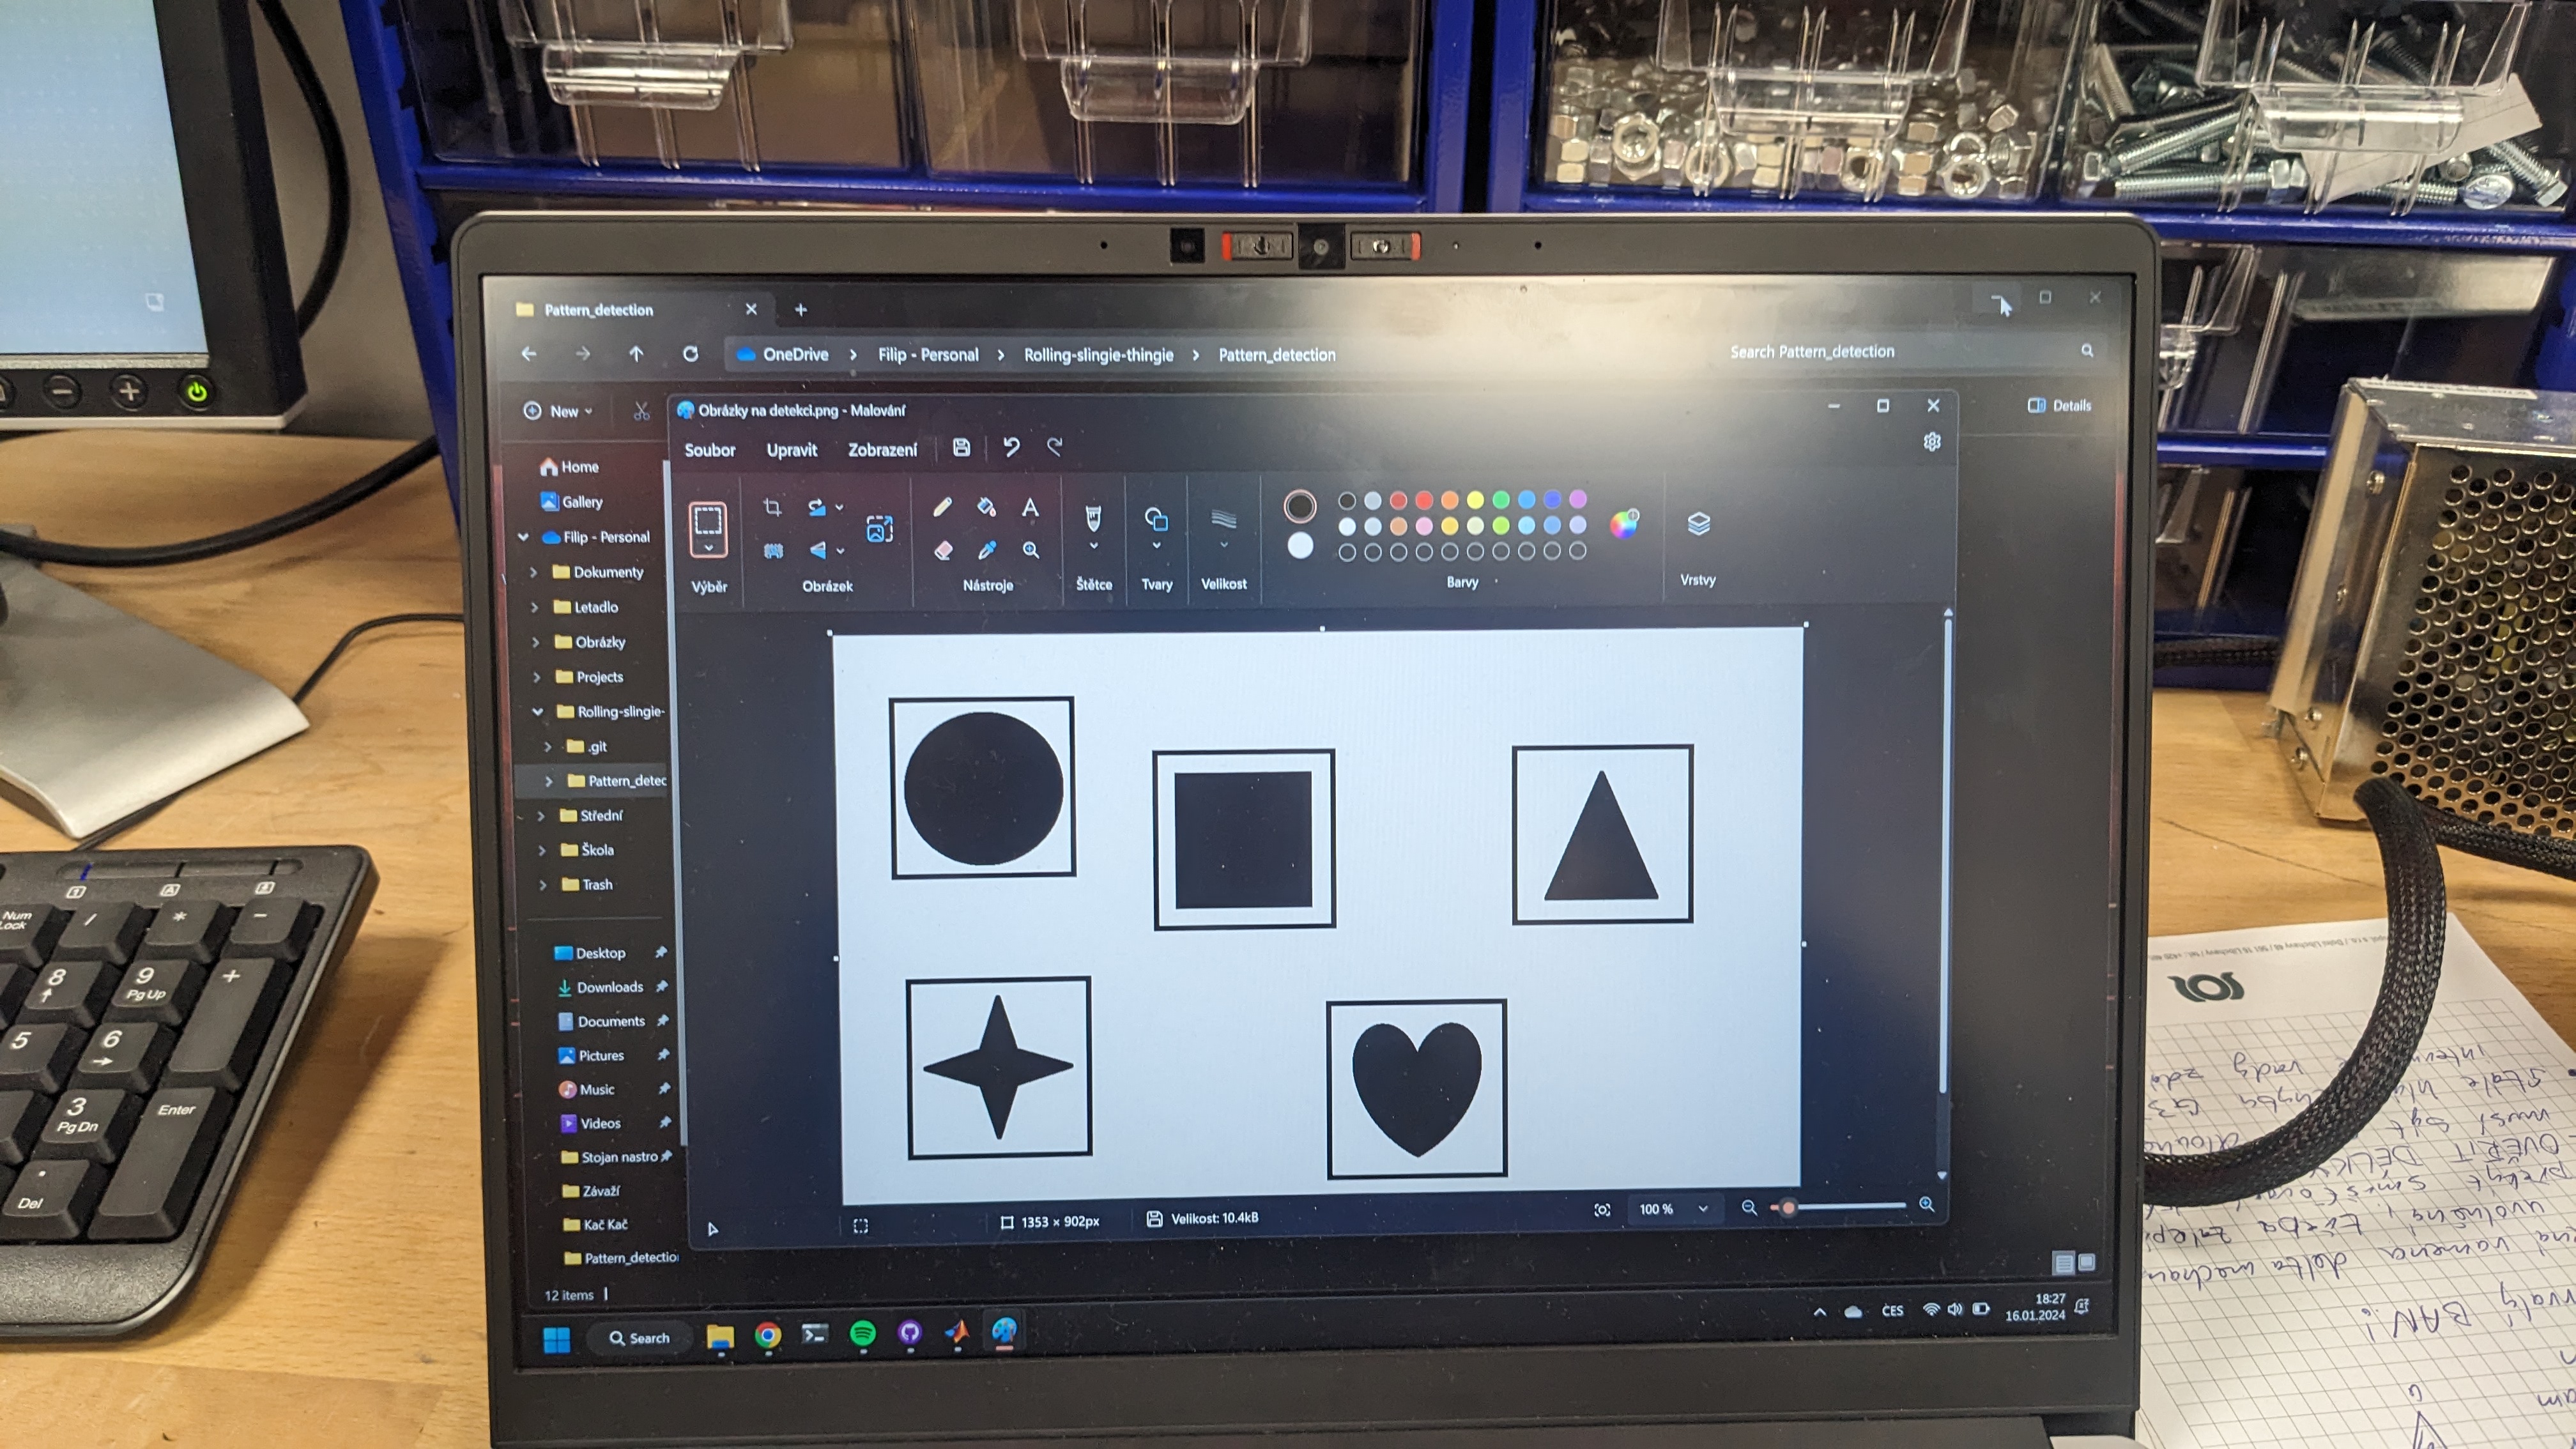 Pattern_detection
OneDrive > Filip - Personal > Rolling-slingie-thingie > Pattern_detection
Search Pattern_detection
New
Details
Obrázky na detekci.png - Malování
Soubor Upravit Zobrazení
Výběr Obrázek Nástroje Štětce Tvary Velikost Barvy Vrstvy
Home
Gallery
Filip - Personal
Dokumenty
Letadlo
Obrázky
Projects
Rolling-slingie-
.git
Pattern_detec
Střední
Škola
Trash
Desktop
Downloads
Documents
Pictures
Music
Videos
Stojan nastro
Závaží
Kač Kač
Pattern_detectio
12 items
1353 × 902px
Velikost: 10.4kB
100 %
Search
CES
18:27
16.01.2024
Num
Lock
/
*
-
8
9
Pg Up
+
5
6
3
Pg Dn
Enter
Del
1
A
SOR
OVĚŘIT DÉLKY
BAN!